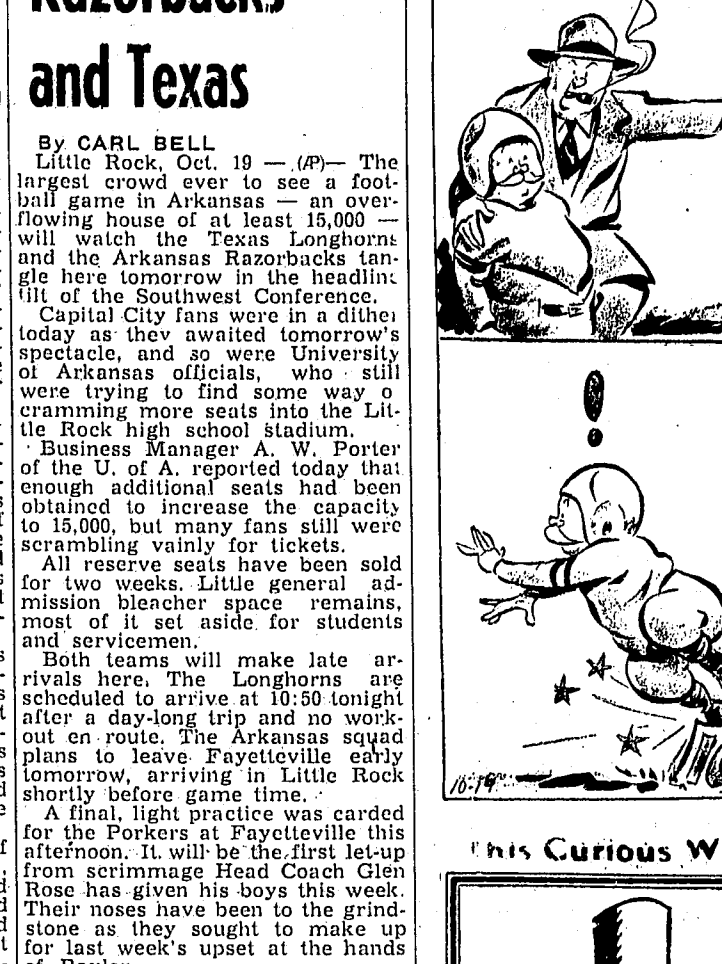 Razorbacks
and Texas
By CARL BELL
Little Rock, Oct. 19 — (AP)— The
largest crowd ever to see a foot-
ball game in Arkansas — an over-
flowing house of at least 15,000 —
will watch the Texas Longhorns
and the Arkansas Razorbacks tan-
gle here tomorrow in the headline
tilt of the Southwest Conference.
Capital City fans were in a dither
today as they awaited tomorrow's
spectacle, and so were University
of Arkansas officials, who still
were trying to find some way o
cramming more seats into the Lit-
tle Rock high school stadium.
Business Manager A. W. Porter
of the U. of A. reported today that
enough additional seats had been
obtained to increase the capacity
to 15,000, but many fans still were
scrambling vainly for tickets.
All reserve seats have been sold
for two weeks. Little general ad-
mission bleacher space remains,
most of it set aside for students
and servicemen.
Both teams will make late ar-
rivals here. The Longhorns are
scheduled to arrive at 10:50 tonight
after a day-long trip and no work-
out en route. The Arkansas squad
plans to leave Fayetteville early
tomorrow, arriving in Little Rock
shortly before game time.
A final, light practice was carded
for the Porkers at Fayetteville this
afternoon. It will be the first let-up
from scrimmage Head Coach Glen
Rose has given his boys this week.
Their noses have been to the grind-
stone as they sought to make up
for last week's upset at the hands
of Baylor.
!
10-19
This Curious W